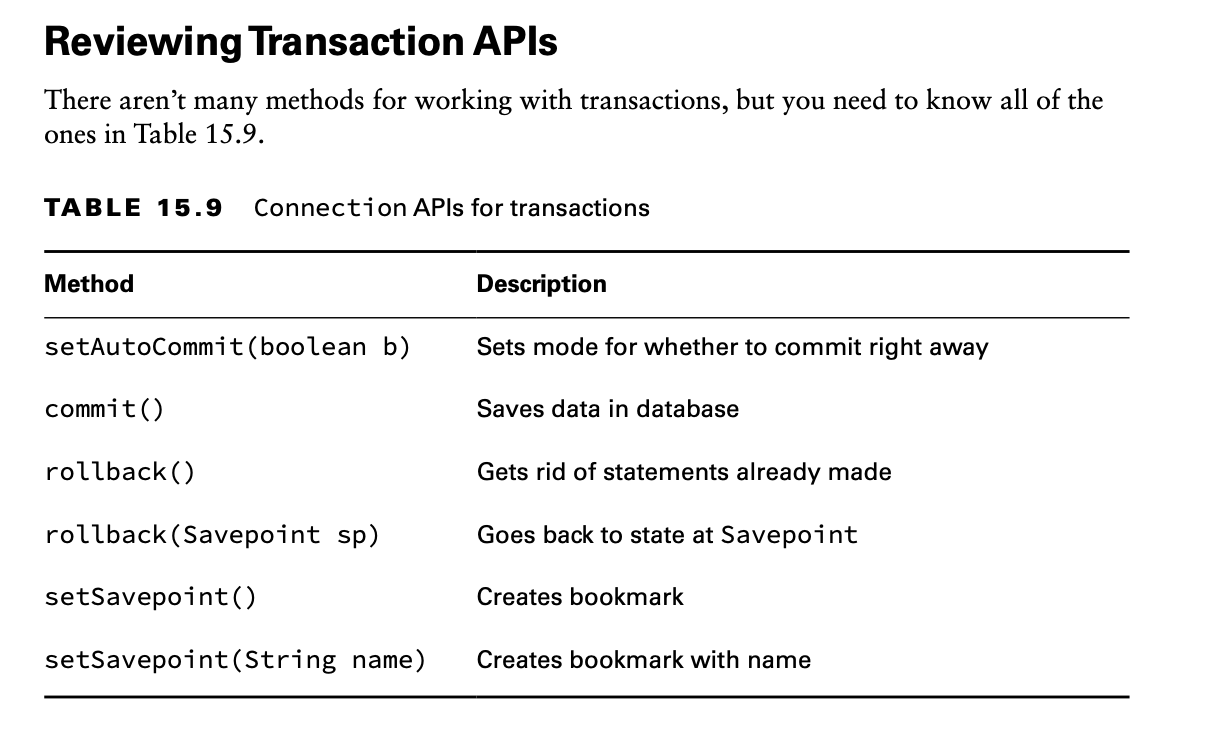 Reviewing Transaction APIs
There aren’t many methods for working with transactions, but you need to know all of the
ones in Table 15.9.
TABLE 15.9 Connection APIs for transactions
Method Description
setAutoCommit(boolean b) Sets mode for whether to commit right away
commit() Saves data in database
rollback() Gets rid of statements already made
rollback(Savepoint sp) Goes back to state at Savepoint
setSavepoint() Creates bookmark
setSavepoint(String name) Creates bookmark with name